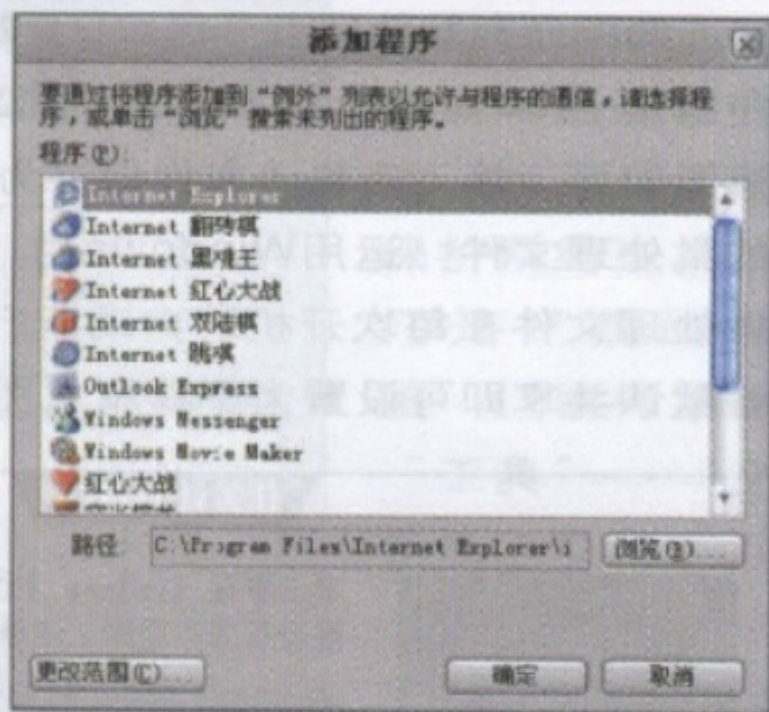 添加程序
要通过将程序添加到“例外”列表以允许与程序的通信，请选择程
序，或单击“浏览”搜索未列出的程序。
程序(P):
Internet Explorer
Internet 翻转棋
Internet 黑桃王
Internet 红心大战
Internet 双陆棋
Internet 跳棋
Outlook Express
Windows Messenger
Windows Movie Maker
红心大战
路径:
C:\Program Files\Internet Explorer\i
浏览(B)...
更改范围(C)...
确定
取消